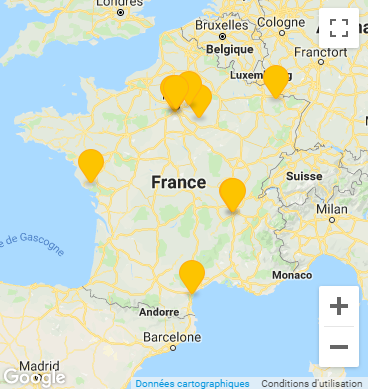 Londres
Bruxelles
Cologne
Belgique
Francfort
Luxembourg
France
Suisse
Milan
e de Gascogne
Monaco
Andorre
Barcelone
Madrid
Google
Données cartographiques
Conditions d'utilisation